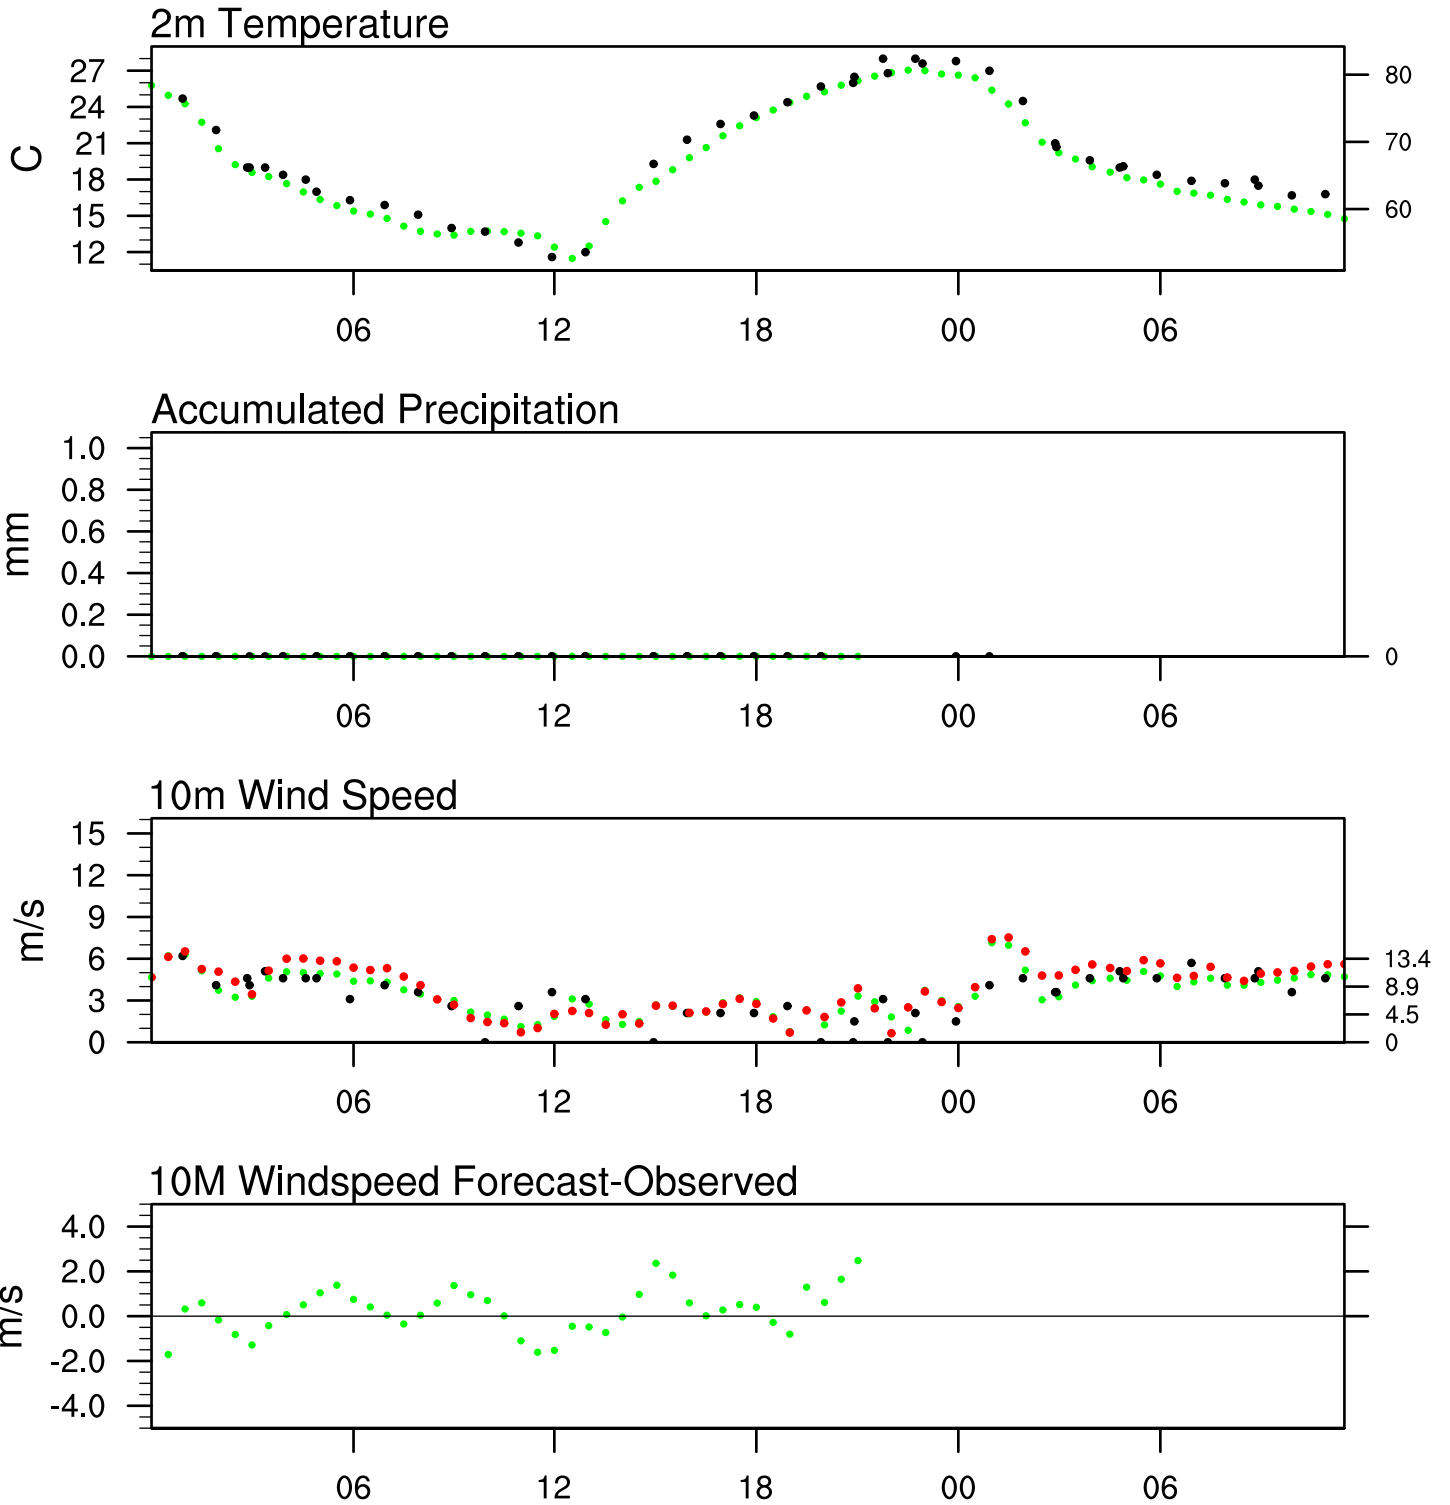 2m Temperature
27
24
21
18
15
12
C
80
70
60
06 12 18 00 06
Accumulated Precipitation
1.0
0.8
0.6
0.4
0.2
0.0
mm
0
06 12 18 00 06
10m Wind Speed
15
12
9
6
3
0
m/s
13.4
8.9
4.5
0
06 12 18 00 06
10M Windspeed Forecast-Observed
4.0
2.0
0.0
-2.0
-4.0
m/s
06 12 18 00 06